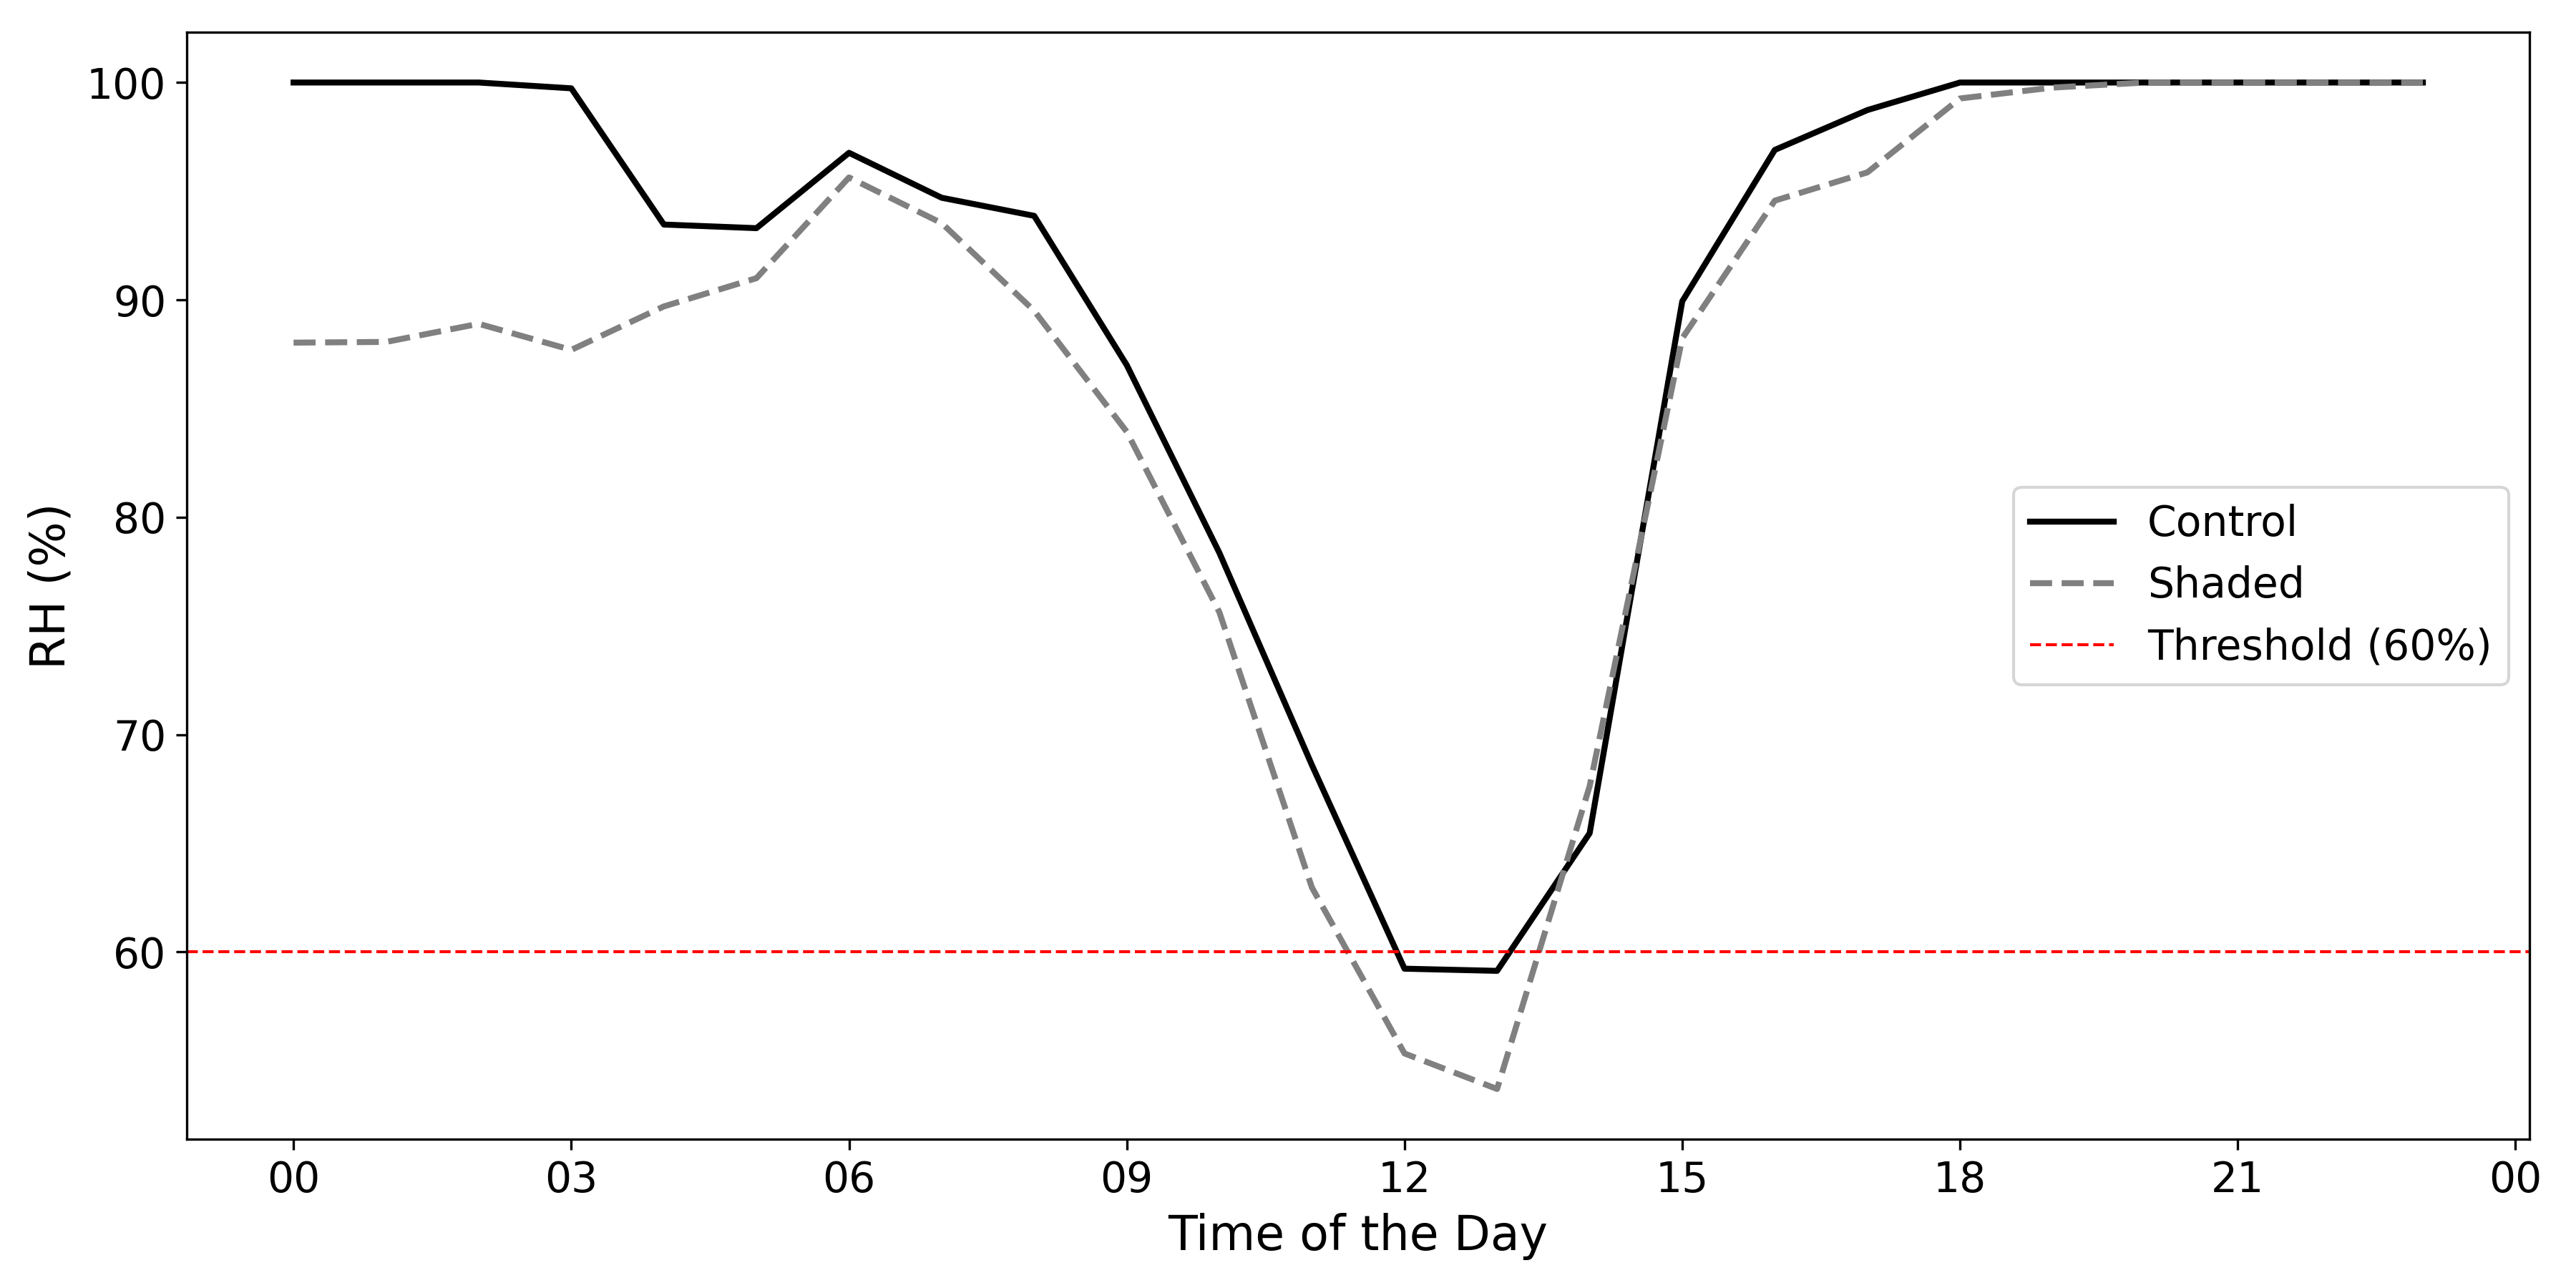 100
90
80
70
60
RH (%)
Control
Shaded
Threshold (60%)
00 03 06 09 12 15 18 21 00
Time of the Day